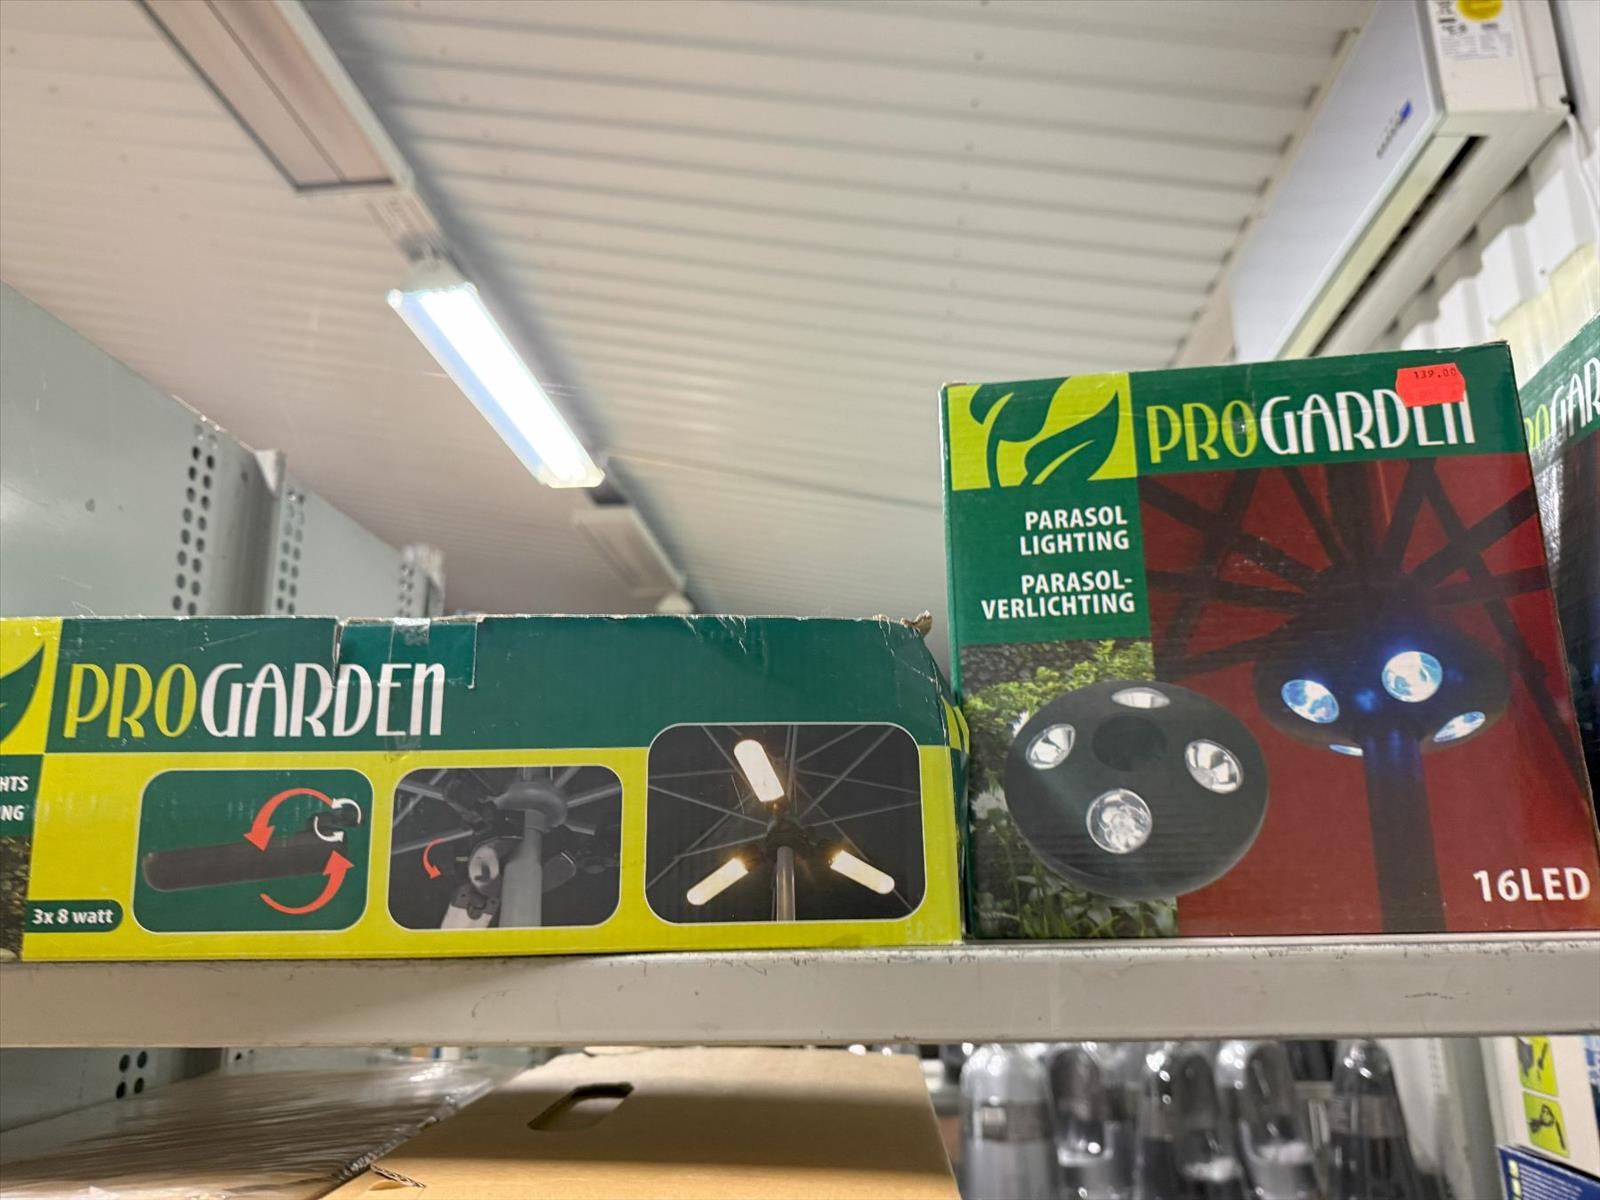 PROGARDEN
HTS
NG
3x 8 watt
139.00
PROGARDEN
PARASOL
LIGHTING
PARASOL-
VERLICHTING
16LED